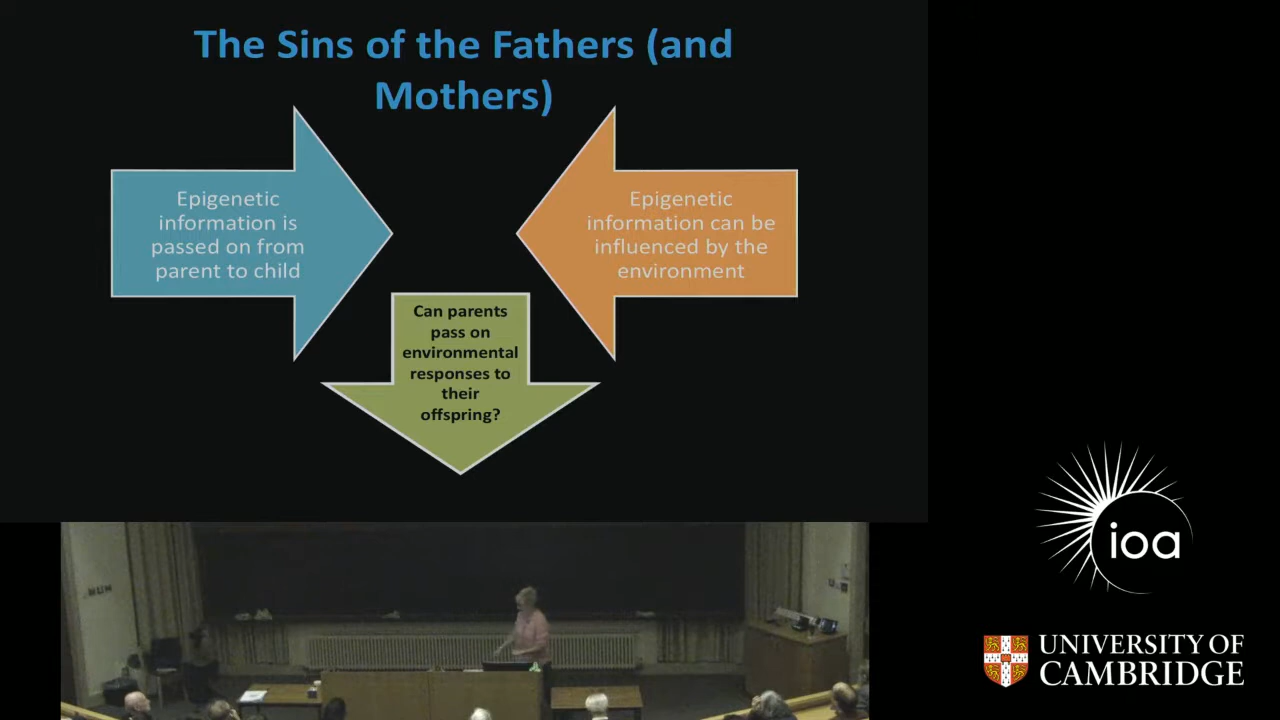 The Sins of the Fathers (and
Mothers)
Epigenetic
information is
passed on from
parent to child
Epigenetic
information can be
influenced by the
environment
Can parents
pass on
environmental
responses to
their
offspring?
ioa
UNIVERSITY OF
CAMBRIDGE